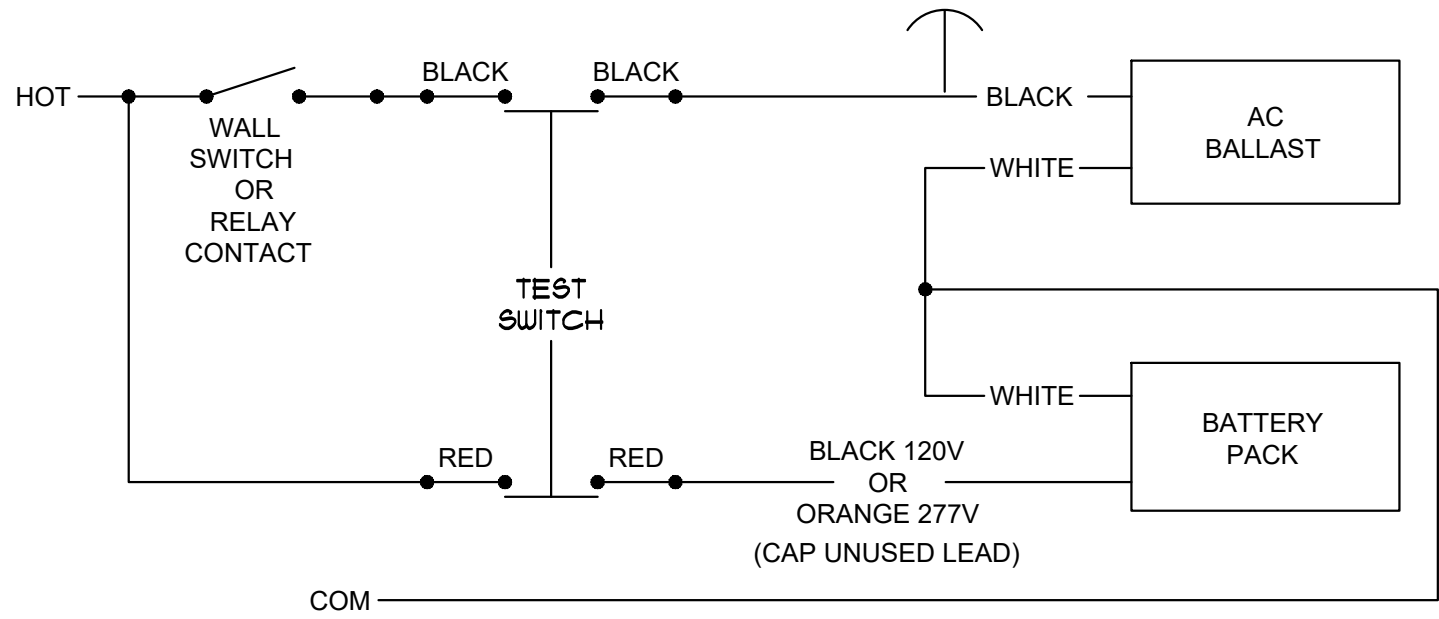 HOT
BLACK
BLACK
BLACK
WALL
SWITCH
OR
RELAY
CONTACT
AC
BALLAST
WHITE
TEST
SWITCH
WHITE
BATTERY
PACK
RED
RED
BLACK 120V
OR
ORANGE 277V
(CAP UNUSED LEAD)
COM